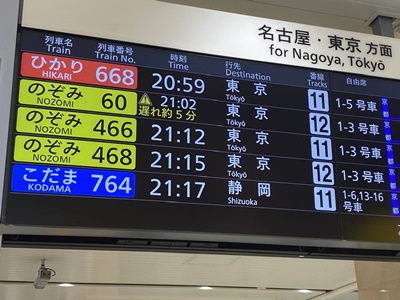 名古屋・東京 方面
for Nagoya, Tōkyō
列車名 列車番号 時刻 行先 番線 自由席
Train Train No. Time Destination Tracks
ひかり HIKARI 668 20:59 東京 Tōkyō 11 1-5号車
のぞみ NOZOMI 60 21:02 遅れ約5分 東京 Tōkyō 12 1-3号車
のぞみ NOZOMI 466 21:12 東京 Tōkyō 11 1-3号車
のぞみ NOZOMI 468 21:15 東京 Tōkyō 12 1-3号車
こだま KODAMA 764 21:17 静岡 Shizuoka 11 1-6,13-16号車